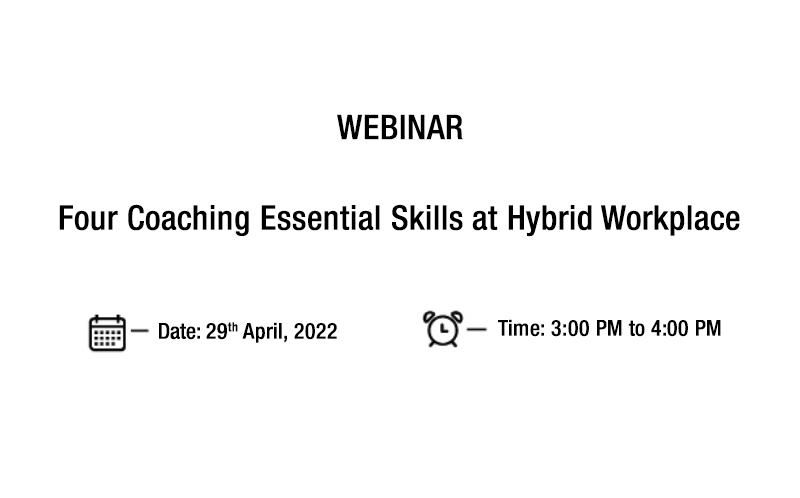 WEBINAR
Four Coaching Essential Skills at Hybrid Workplace
Date: 29th April, 2022
Time: 3:00 PM to 4:00 PM